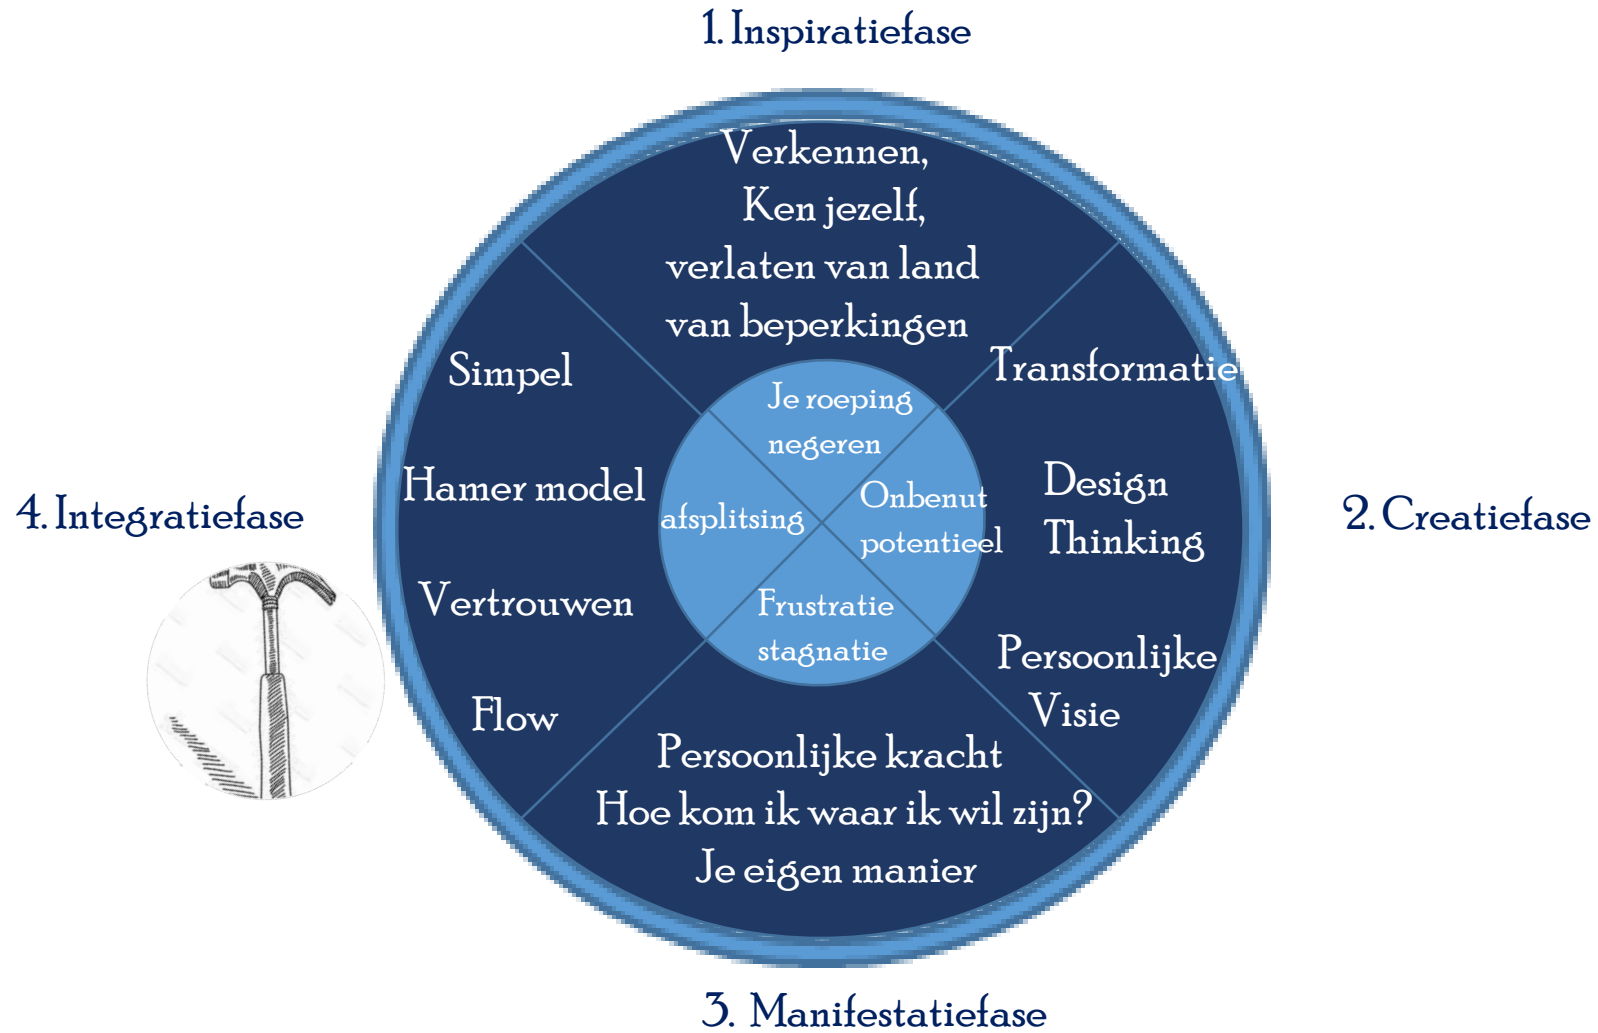 1. Inspiratiefase
Verkennen,
Ken jezelf,
verlaten van land
van beperkingen
Je roeping
negeren
Transformatie
Design
Thinking
Persoonlijke
Visie
Onbenut
potentieel
2. Creatiefase
Frustratie
stagnatie
Persoonlijke kracht
Hoe kom ik waar ik wil zijn?
Je eigen manier
3. Manifestatiefase
Simpel
Hamer model
Vertrouwen
Flow
afsplitsing
4. Integratiefase